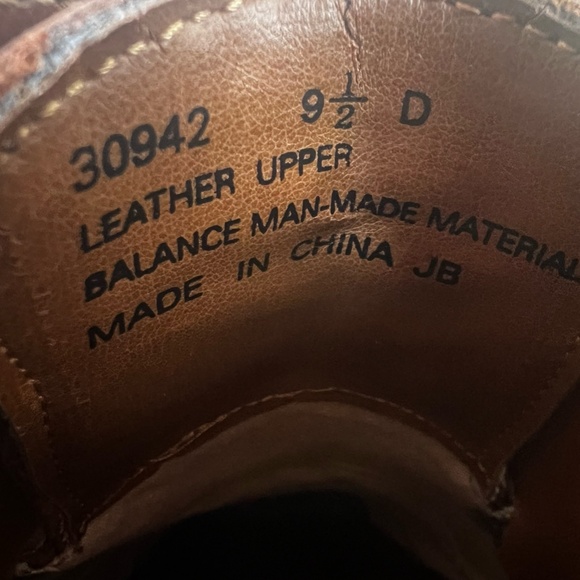 30942 9 1/2 D
LEATHER UPPER
BALANCE MAN-MADE MATERIAL
MADE IN CHINA JB